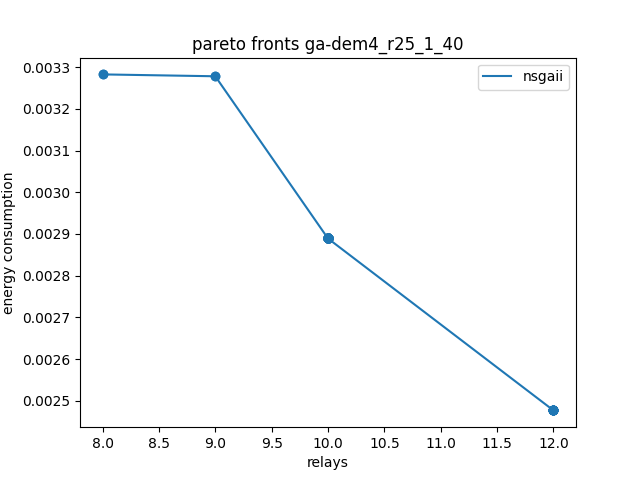 pareto fronts ga-dem4_r25_1_40
nsgaii
energy consumption
0.0033
0.0032
0.0031
0.0030
0.0029
0.0028
0.0027
0.0026
0.0025
8.0 8.5 9.0 9.5 10.0 10.5 11.0 11.5 12.0
relays